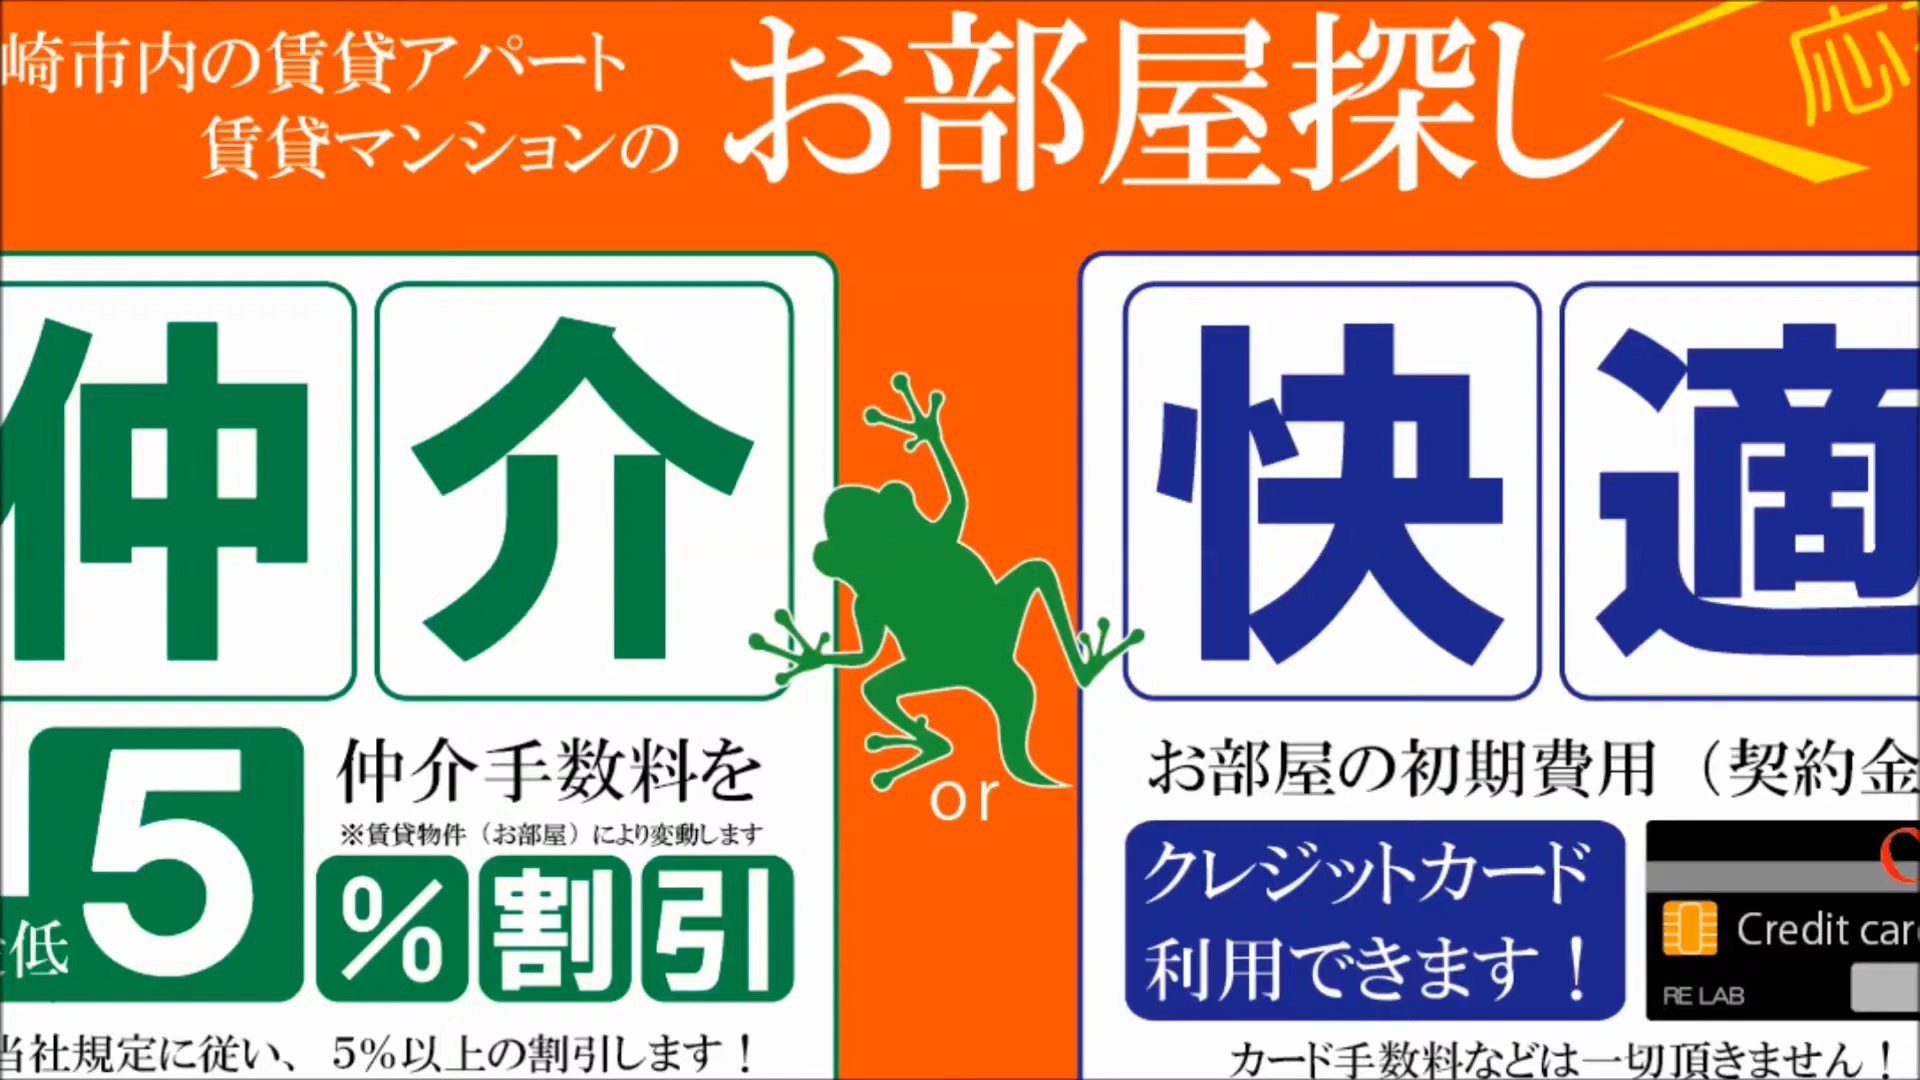 崎市内の賃貸アパート
賃貸マンションの
お部屋探し
応
仲介
快適
仲介手数料を
※賃貸物件（お部屋）により変動します
低
5
%割引
当社規定に従い、5%以上の割引します！
or
お部屋の初期費用（契約金
クレジットカード
利用できます！
Credit card
RE LAB
カード手数料などは一切頂きません！